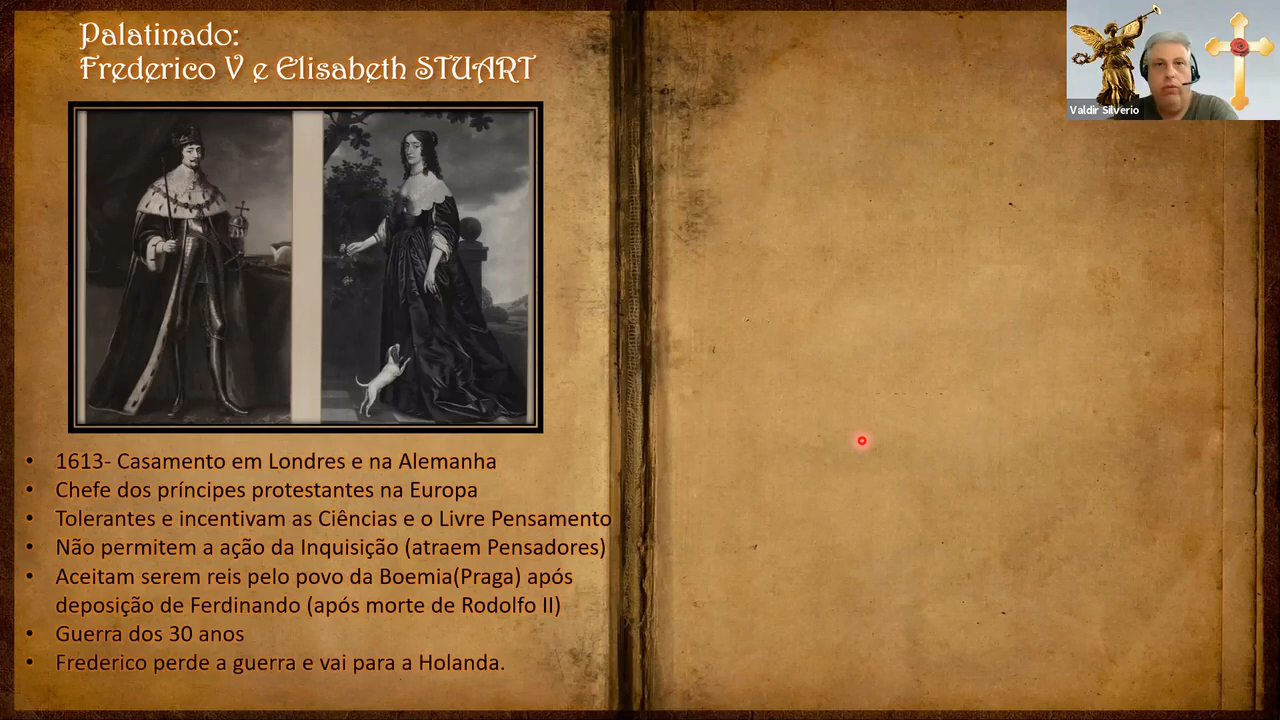 Palatinado:
Frederico V e Elisabeth STUART
Valdir Silverio
• 1613- Casamento em Londres e na Alemanha
• Chefe dos príncipes protestantes na Europa
• Tolerantes e incentivam as Ciências e o Livre Pensamento
• Não permitem a ação da Inquisição (atraem Pensadores)
• Aceitam serem reis pelo povo da Boemia(Praga) após
deposição de Ferdinando (após morte de Rodolfo II)
• Guerra dos 30 anos
• Frederico perde a guerra e vai para a Holanda.